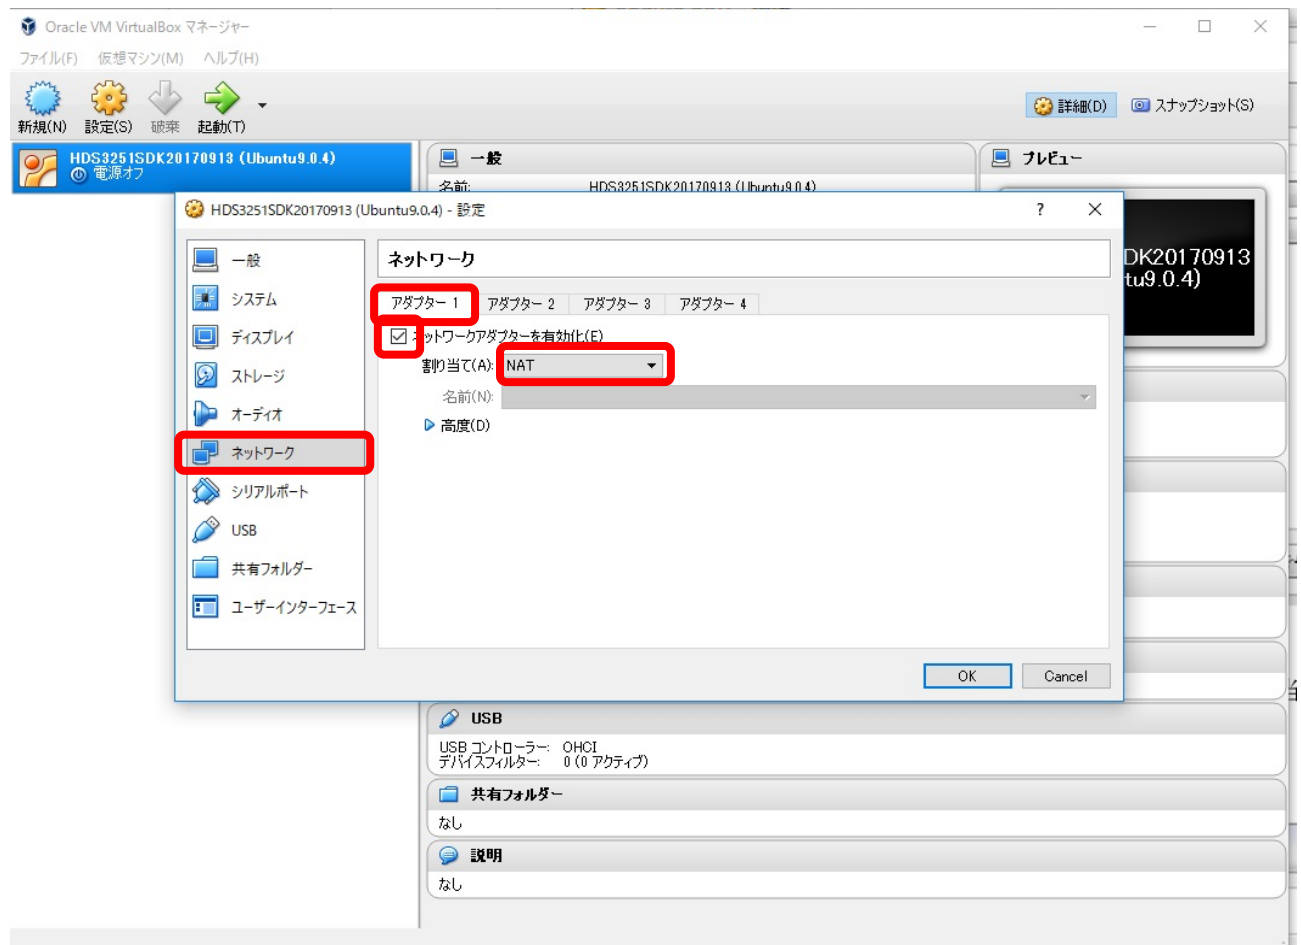 Oracle VM VirtualBox マネージャー
ファイル(F) 仮想マシン(M) ヘルプ(H)
新規(N) 設定(S) 破棄 起動(T)
詳細(D) スナップショット(S)
HDS3251SDK20170913 (Ubuntu9.0.4)
電源オフ
一般
名前: HDS3251SDK20170913 (Ubuntu9.0.4)
プレビュー
DK20170913
tu9.0.4)
HDS3251SDK20170913 (Ubuntu9.0.4) - 設定
一般
システム
ディスプレイ
ストレージ
オーディオ
ネットワーク
シリアルポート
USB
共有フォルダー
ユーザーインターフェース
ネットワーク
アダプター 1 アダプター 2 アダプター 3 アダプター 4
ネットワークアダプターを有効化(E)
割り当て(A): NAT
名前(N):
高度(D)
OK Cancel
USB
USB コントローラー: OHCI
デバイスフィルター: 0 (0 アクティブ)
共有フォルダー
なし
説明
なし